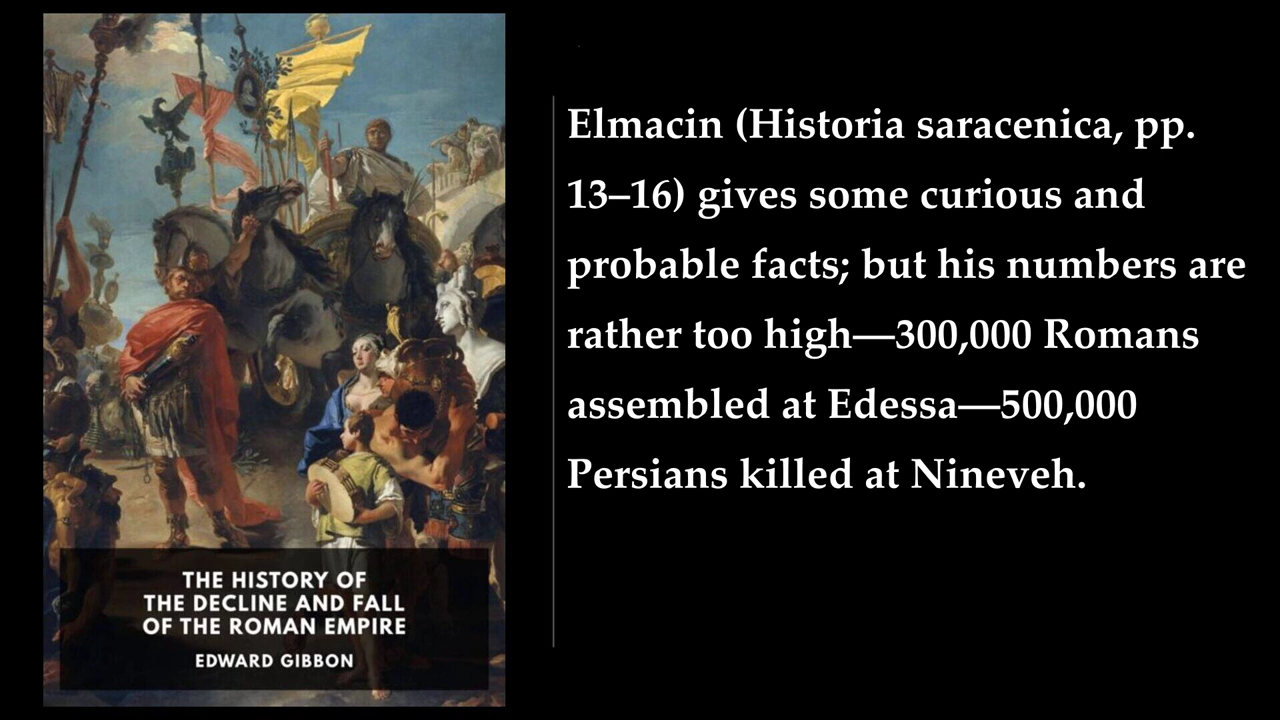 Elmacin (Historia saracenica, pp.
13–16) gives some curious and
probable facts; but his numbers are
rather too high—300,000 Romans
assembled at Edessa—500,000
Persians killed at Nineveh.
THE HISTORY OF
THE DECLINE AND FALL
OF THE ROMAN EMPIRE
EDWARD GIBBON